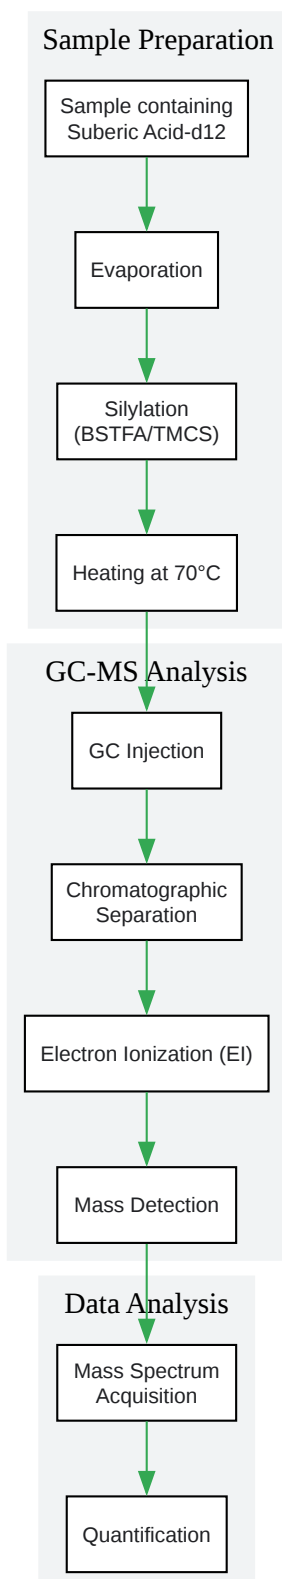 Sample Preparation
Sample containing
Suberic Acid-d12
Evaporation
Silylation
(BSTFA/TMCS)
Heating at 70°C
GC-MS Analysis
GC Injection
Chromatographic
Separation
Electron Ionization (EI)
Mass Detection
Data Analysis
Mass Spectrum
Acquisition
Quantification